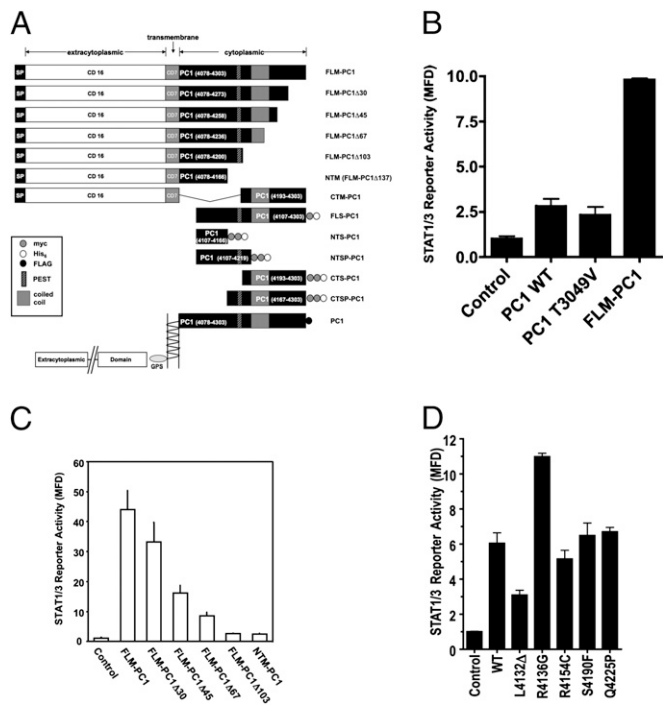 A
transmembrane
extracytoplasmic
cytoplasmic
SP CD 16 CD7 PC1 (4078-4303) FLM-PC1
SP CD 16 CD7 PC1 (4078-4273) FLM-PC1Δ30
SP CD 16 CD7 PC1 (4078-4258) FLM-PC1Δ45
SP CD 16 CD7 PC1 (4078-4236) FLM-PC1Δ67
SP CD 16 CD7 PC1 (4078-4200) FLM-PC1Δ103
SP CD 16 CD7 PC1 (4078-4166) NTM (FLM-PC1Δ137)
SP CD 16 CD7 PC1 (4193-4303) CTM-PC1
PC1 (4107-4303) FLS-PC1
PC1
(4107-4166) NTS-PC1
PC1 (4107-4219) NTSP-PC1
PC1 (4193-4303) CTS-PC1
PC1 (4167-4303) CTSP-PC1
PC1 (4078-4303) PC1
myc
His6
FLAG
PEST
coiled
coil
Extracytoplasmic Domain
GPS
B
STAT1/3 Reporter Activity (MFD)
10.0
7.5
5.0
2.5
0.0
Control
PC1 WT
PC1 T3049V
FLM-PC1
C
STAT1/3 Reporter Activity (MFD)
60
50
40
30
20
10
0
Control
FLM-PC1
FLM-PC1Δ30
FLM-PC1Δ45
FLM-PC1Δ67
FLM-PC1Δ103
NTM-PC1
D
STAT1/3 Reporter Activity (MFD)
12
10
8
6
4
2
0
Control
WT
L4132Δ
R4136G
R4154C
S4190F
Q4225P